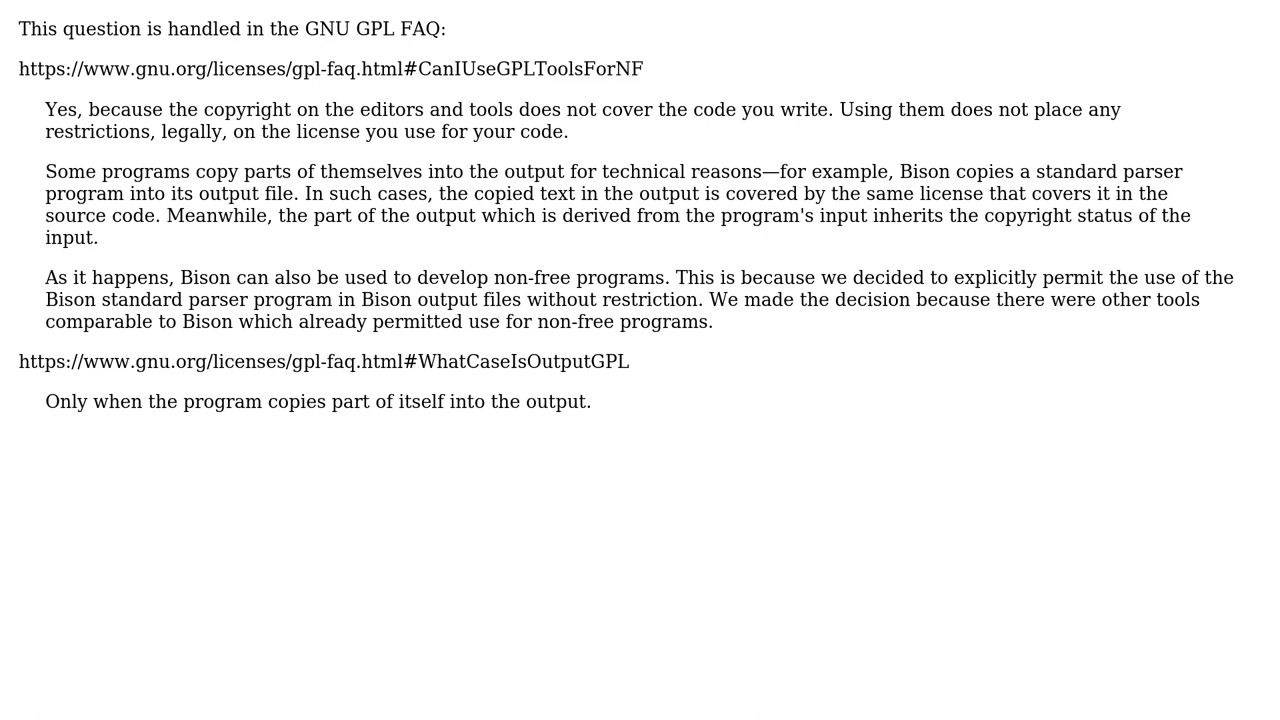 This question is handled in the GNU GPL FAQ:
https://www.gnu.org/licenses/gpl-faq.html#CanIUseGPLToolsForNF
Yes, because the copyright on the editors and tools does not cover the code you write. Using them does not place any
restrictions, legally, on the license you use for your code.
Some programs copy parts of themselves into the output for technical reasons—for example, Bison copies a standard parser
program into its output file. In such cases, the copied text in the output is covered by the same license that covers it in the
source code. Meanwhile, the part of the output which is derived from the program's input inherits the copyright status of the
input.
As it happens, Bison can also be used to develop non-free programs. This is because we decided to explicitly permit the use of the
Bison standard parser program in Bison output files without restriction. We made the decision because there were other tools
comparable to Bison which already permitted use for non-free programs.
https://www.gnu.org/licenses/gpl-faq.html#WhatCaseIsOutputGPL
Only when the program copies part of itself into the output.